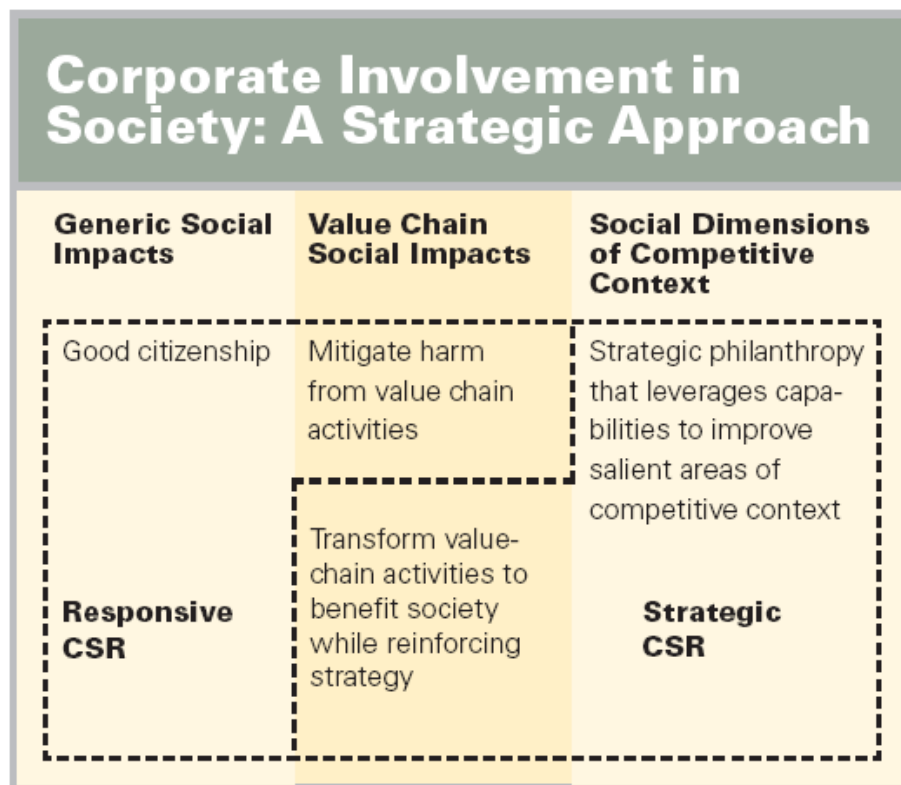 Corporate Involvement in
Society: A Strategic Approach
Generic Social
Impacts
Value Chain
Social Impacts
Social Dimensions
of Competitive
Context
Good citizenship
Responsive
CSR
Mitigate harm
from value chain
activities
Transform value-
chain activities to
benefit society
while reinforcing
strategy
Strategic philanthropy
that leverages capa-
bilities to improve
salient areas of
competitive context
Strategic
CSR